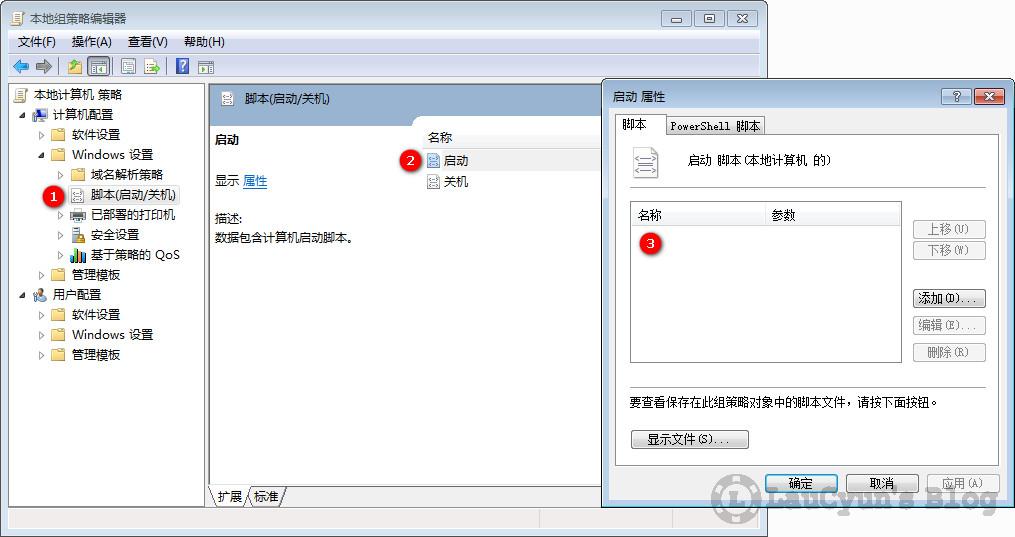 本地组策略编辑器
文件(F) 操作(A) 查看(V) 帮助(H)
本地计算机 策略
计算机配置
软件设置
Windows 设置
域名解析策略
1
脚本(启动/关机)
已部署的打印机
安全设置
基于策略的 QoS
管理模板
用户配置
软件设置
Windows 设置
管理模板
脚本(启动/关机)
启动
显示 属性
描述:
数据包含计算机启动脚本。
名称
2
启动
关机
扩展 标准
启动 属性
脚本 PowerShell 脚本
启动 脚本(本地计算机 的)
名称 参数
3
上移(U)
下移(W)
添加(D)...
编辑(E)...
删除(R)
要查看保存在此组策略对象中的脚本文件，请按下面按钮。
显示文件(S)...
确定 取消 应用(A)
LauCyun's Blog